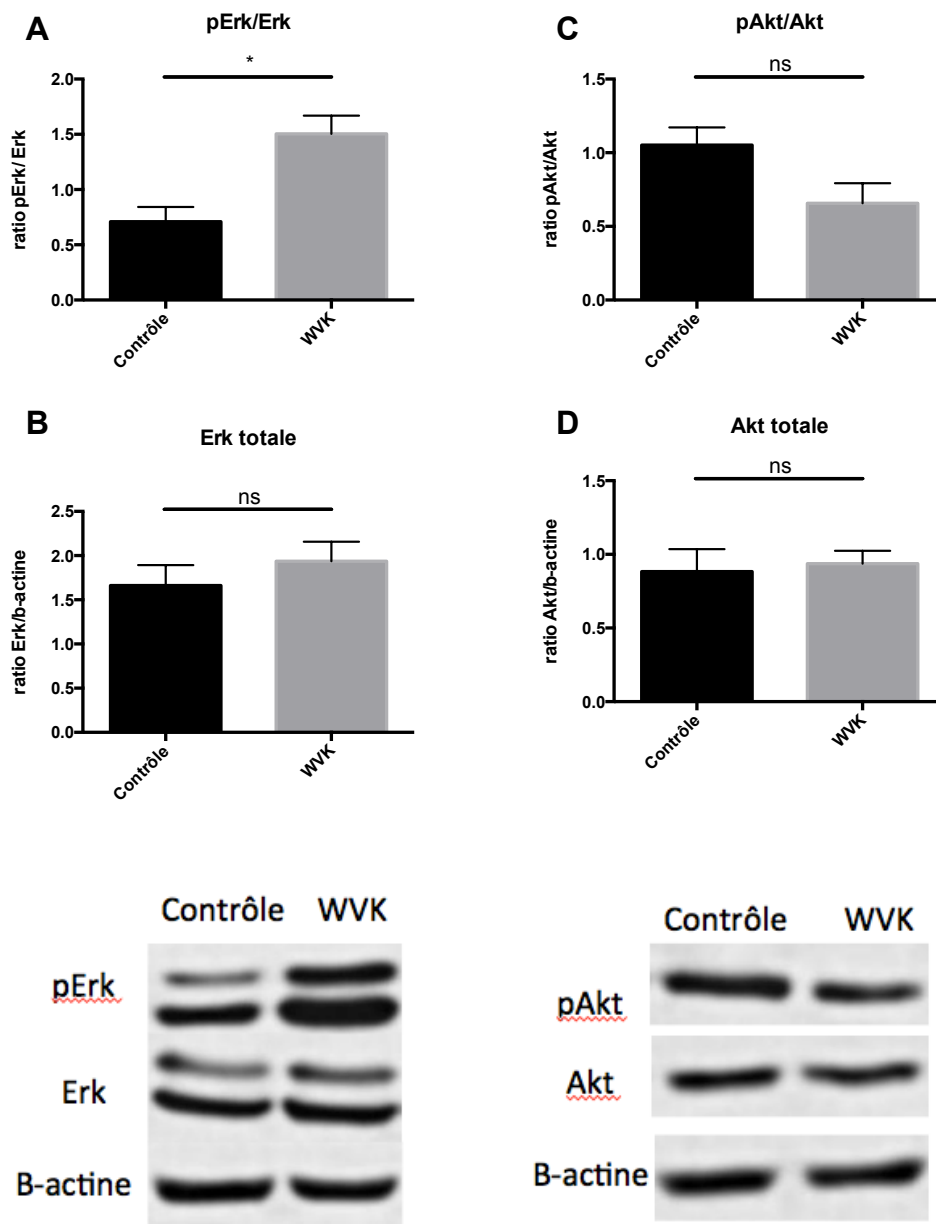 A
pErk/Erk
*
ratio pErk/ Erk
2.0
1.5
1.0
0.5
0.0
Contrôle
WVK
C
pAkt/Akt
ns
ratio pAkt/Akt
1.5
1.0
0.5
0.0
Contrôle
WVK
B
Erk totale
ns
ratio Erk/b-actine
2.5
2.0
1.5
1.0
0.5
0.0
Contrôle
WVK
D
Akt totale
ns
ratio Akt/b-actine
1.5
1.0
0.5
0.0
Contrôle
WVK
Contrôle WVK
pErk
Erk
B-actine
Contrôle WVK
pAkt
Akt
B-actine